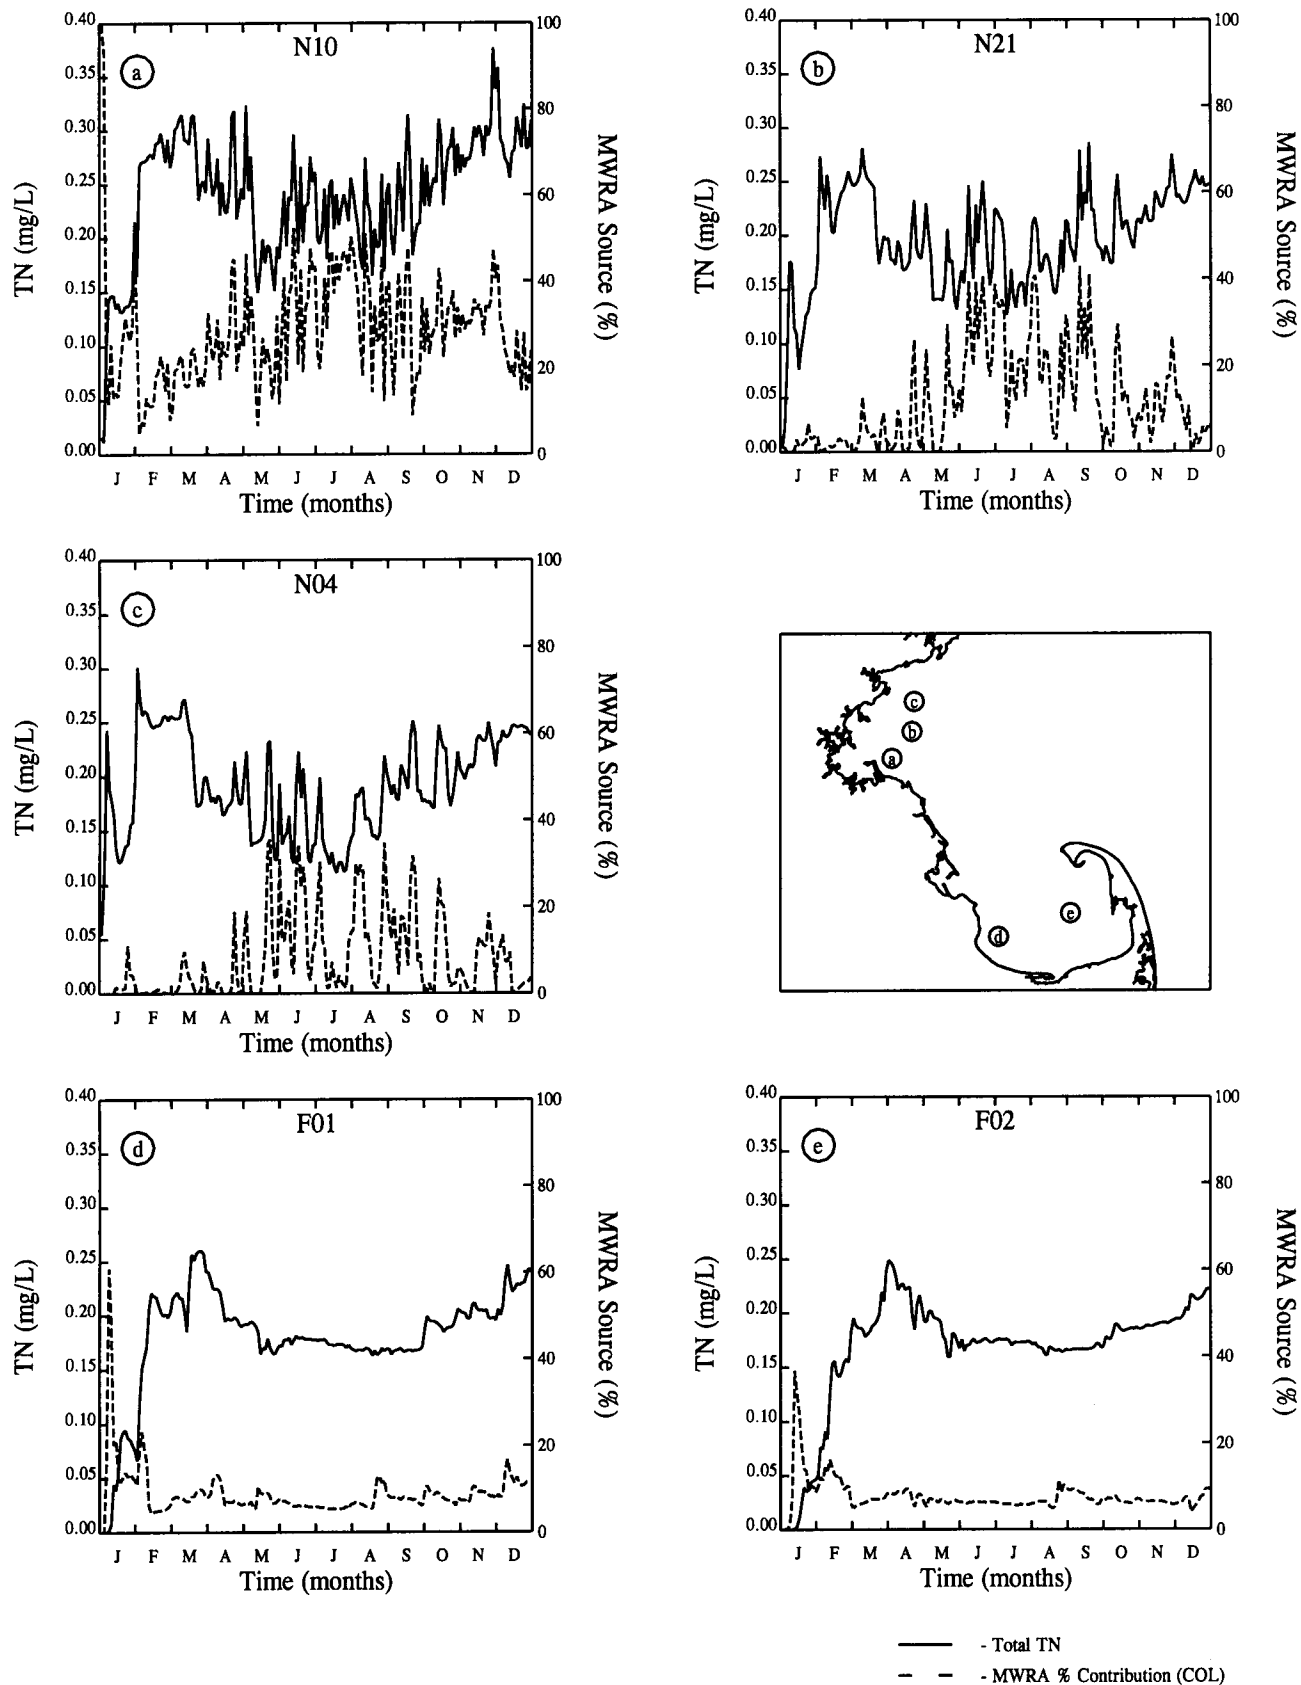 N10
a
0.40
0.35
0.30
0.25
0.20
0.15
0.10
0.05
0.00
TN (mg/L)
100
80
60
40
20
0
MWRA Source (%)
J F M A M J J A S O N D
Time (months)
N21
b
0.40
0.35
0.30
0.25
0.20
0.15
0.10
0.05
0.00
TN (mg/L)
100
80
60
40
20
0
MWRA Source (%)
J F M A M J J A S O N D
Time (months)
N04
c
0.40
0.35
0.30
0.25
0.20
0.15
0.10
0.05
0.00
TN (mg/L)
100
80
60
40
20
0
MWRA Source (%)
J F M A M J J A S O N D
Time (months)
c
b
a
e
d
F01
d
0.40
0.35
0.30
0.25
0.20
0.15
0.10
0.05
0.00
TN (mg/L)
100
80
60
40
20
0
MWRA Source (%)
J F M A M J J A S O N D
Time (months)
F02
e
0.40
0.35
0.30
0.25
0.20
0.15
0.10
0.05
0.00
TN (mg/L)
100
80
60
40
20
0
MWRA Source (%)
J F M A M J J A S O N D
Time (months)
- Total TN
- MWRA % Contribution (COL)